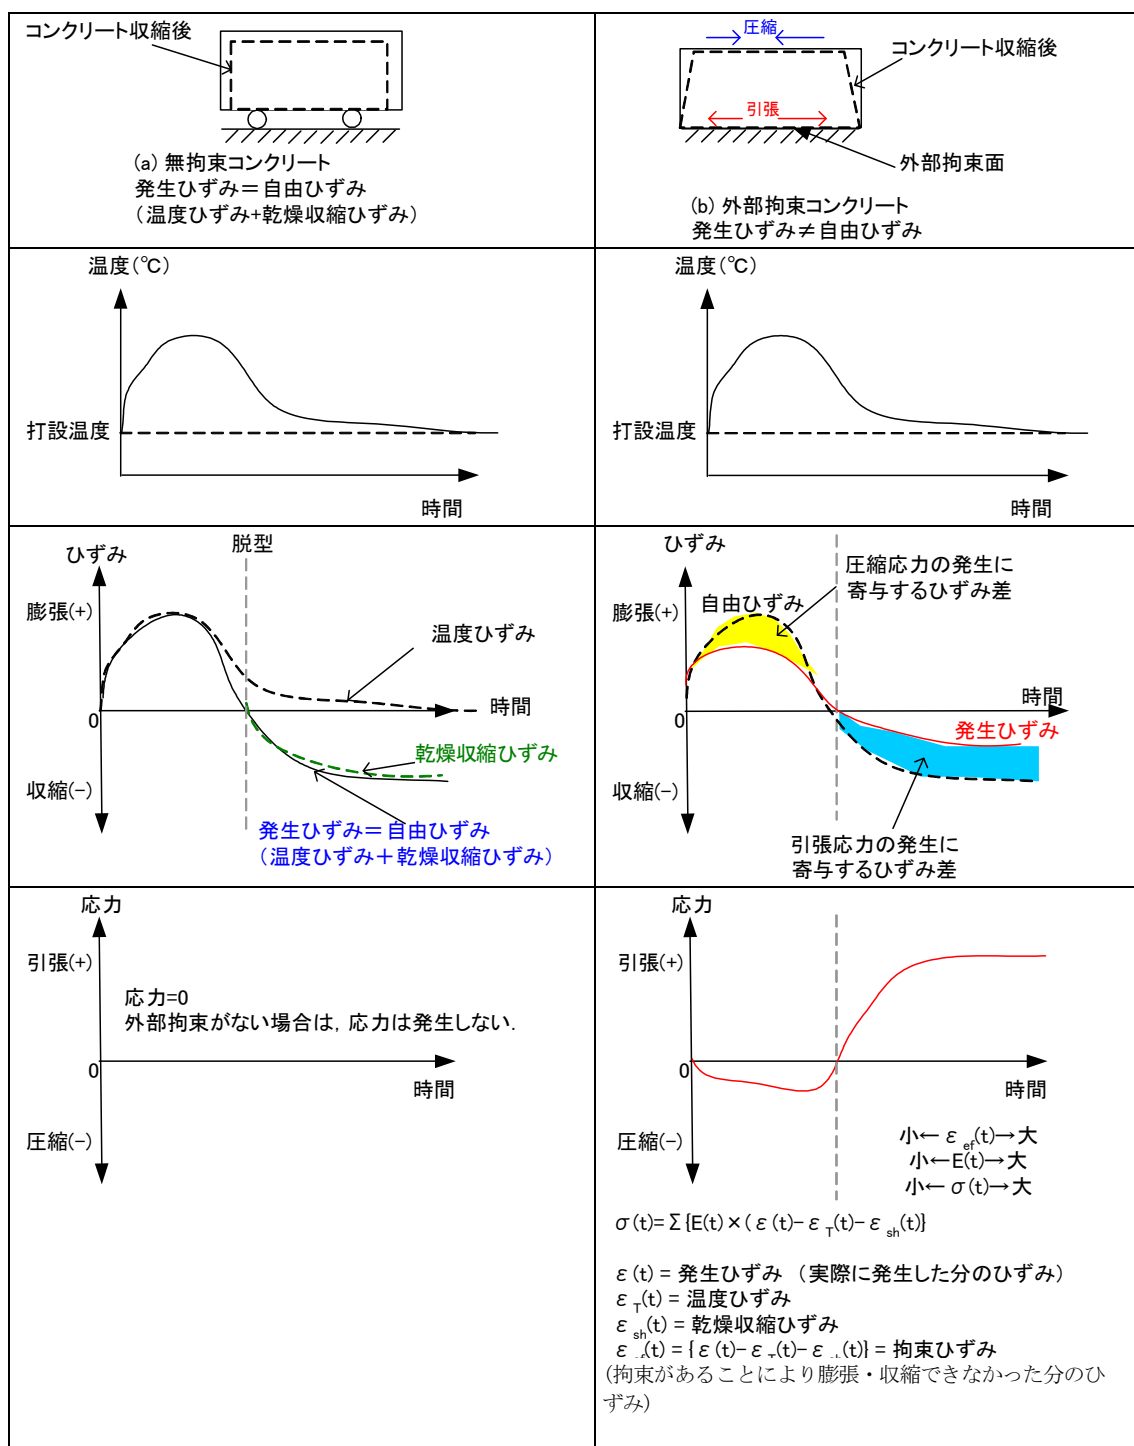 コンクリート収縮後
(a) 無拘束コンクリート
発生ひずみ＝自由ひずみ
（温度ひずみ+乾燥収縮ひずみ）
圧縮
コンクリート収縮後
引張
外部拘束面
(b) 外部拘束コンクリート
発生ひずみ≠自由ひずみ
温度(℃)
打設温度
時間
温度(℃)
打設温度
時間
ひずみ
脱型
膨張(+)
温度ひずみ
時間
0
乾燥収縮ひずみ
収縮(-)
発生ひずみ＝自由ひずみ
（温度ひずみ＋乾燥収縮ひずみ）
ひずみ
圧縮応力の発生に
寄与するひずみ差
自由ひずみ
膨張(+)
時間
0
発生ひずみ
収縮(-)
引張応力の発生に
寄与するひずみ差
応力
引張(+)
応力=0
外部拘束がない場合は，応力は発生しない．
0
時間
圧縮(-)
応力
引張(+)
0
時間
圧縮(-)
小← ε ef(t)→大
小←E(t)→大
小← σ(t)→大
σ(t)= Σ {E(t) × ( ε (t)- ε T(t)- ε sh(t)}
ε (t) = 発生ひずみ （実際に発生した分のひずみ）
ε T(t) = 温度ひずみ
ε sh(t) = 乾燥収縮ひずみ
ε ef(t) = { ε (t)- ε T(t)- ε sh(t)} = 拘束ひずみ
(拘束があることにより膨張・収縮できなかった分のひ
ずみ)